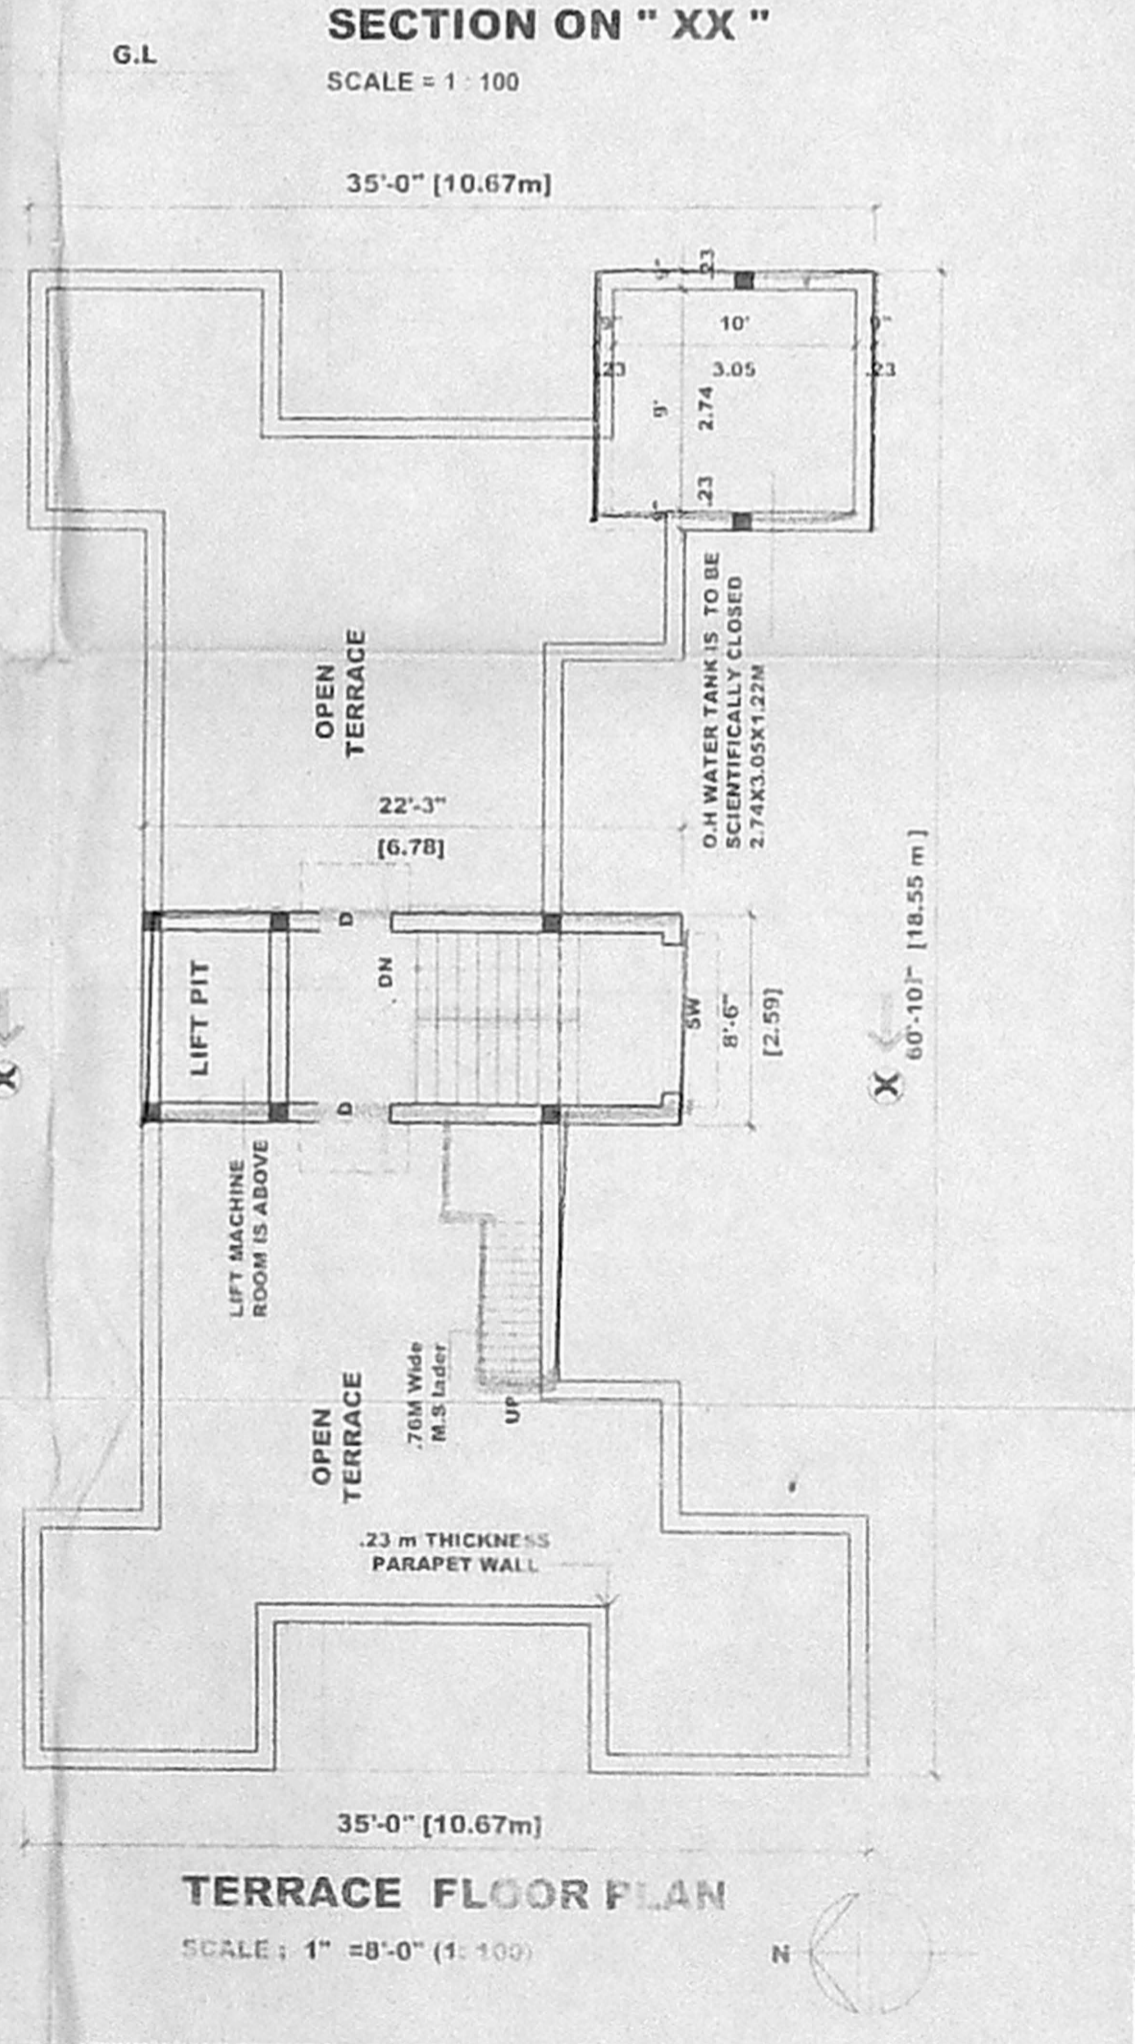 SECTION ON " XX "
G.L
SCALE = 1 : 100
35'-0" [10.67m]
9"
.23
9"
10'
9"
.23
3.05
.23
9'
2.74
9"
.23
O.H WATER TANK IS TO BE
SCIENTIFICALLY CLOSED
2.74X3.05X1.22M
OPEN
TERRACE
22'-3"
[6.78]
60'-10" [18.55 m]
D
DN
LIFT PIT
SW
8'-6"
[2.59]
X
X
D
LIFT MACHINE
ROOM IS ABOVE
.76M Wide
M.S lader
UP
OPEN
TERRACE
.23 m THICKNESS
PARAPET WALL
35'-0" [10.67m]
TERRACE FLOOR PLAN
SCALE : 1" =8'-0" (1: 100)
N